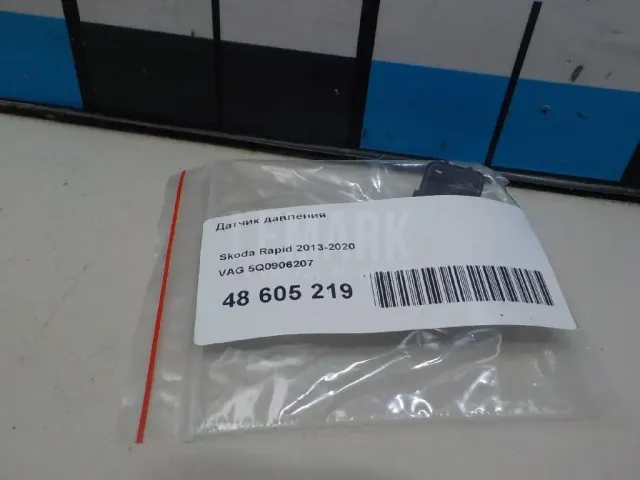 Датчик давления
Skoda Rapid 2013-2020
VAG 5Q0906207
48 605 219